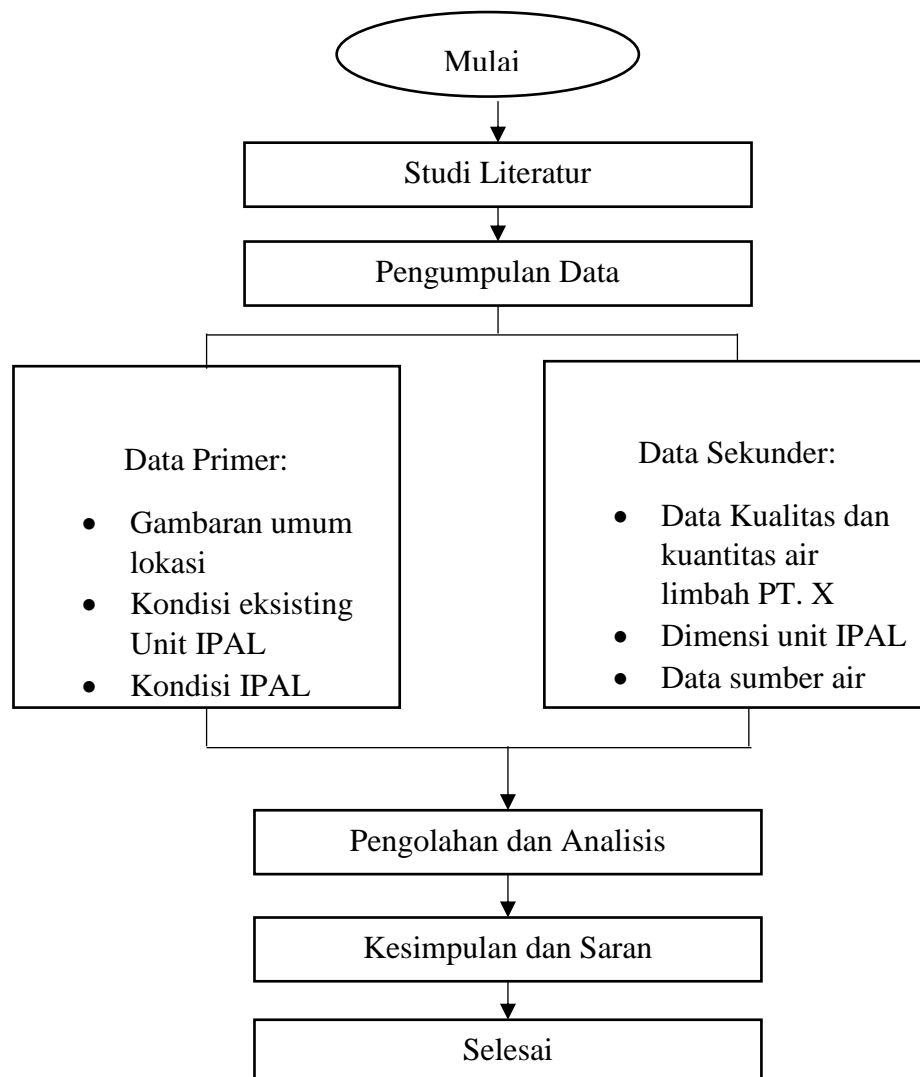 Mulai
Studi Literatur
Pengumpulan Data
Data Primer:
• Gambaran umum
lokasi
• Kondisi eksisting
Unit IPAL
• Kondisi IPAL
Data Sekunder:
• Data Kualitas dan
kuantitas air
limbah PT. X
• Dimensi unit IPAL
• Data sumber air
Pengolahan dan Analisis
Kesimpulan dan Saran
Selesai